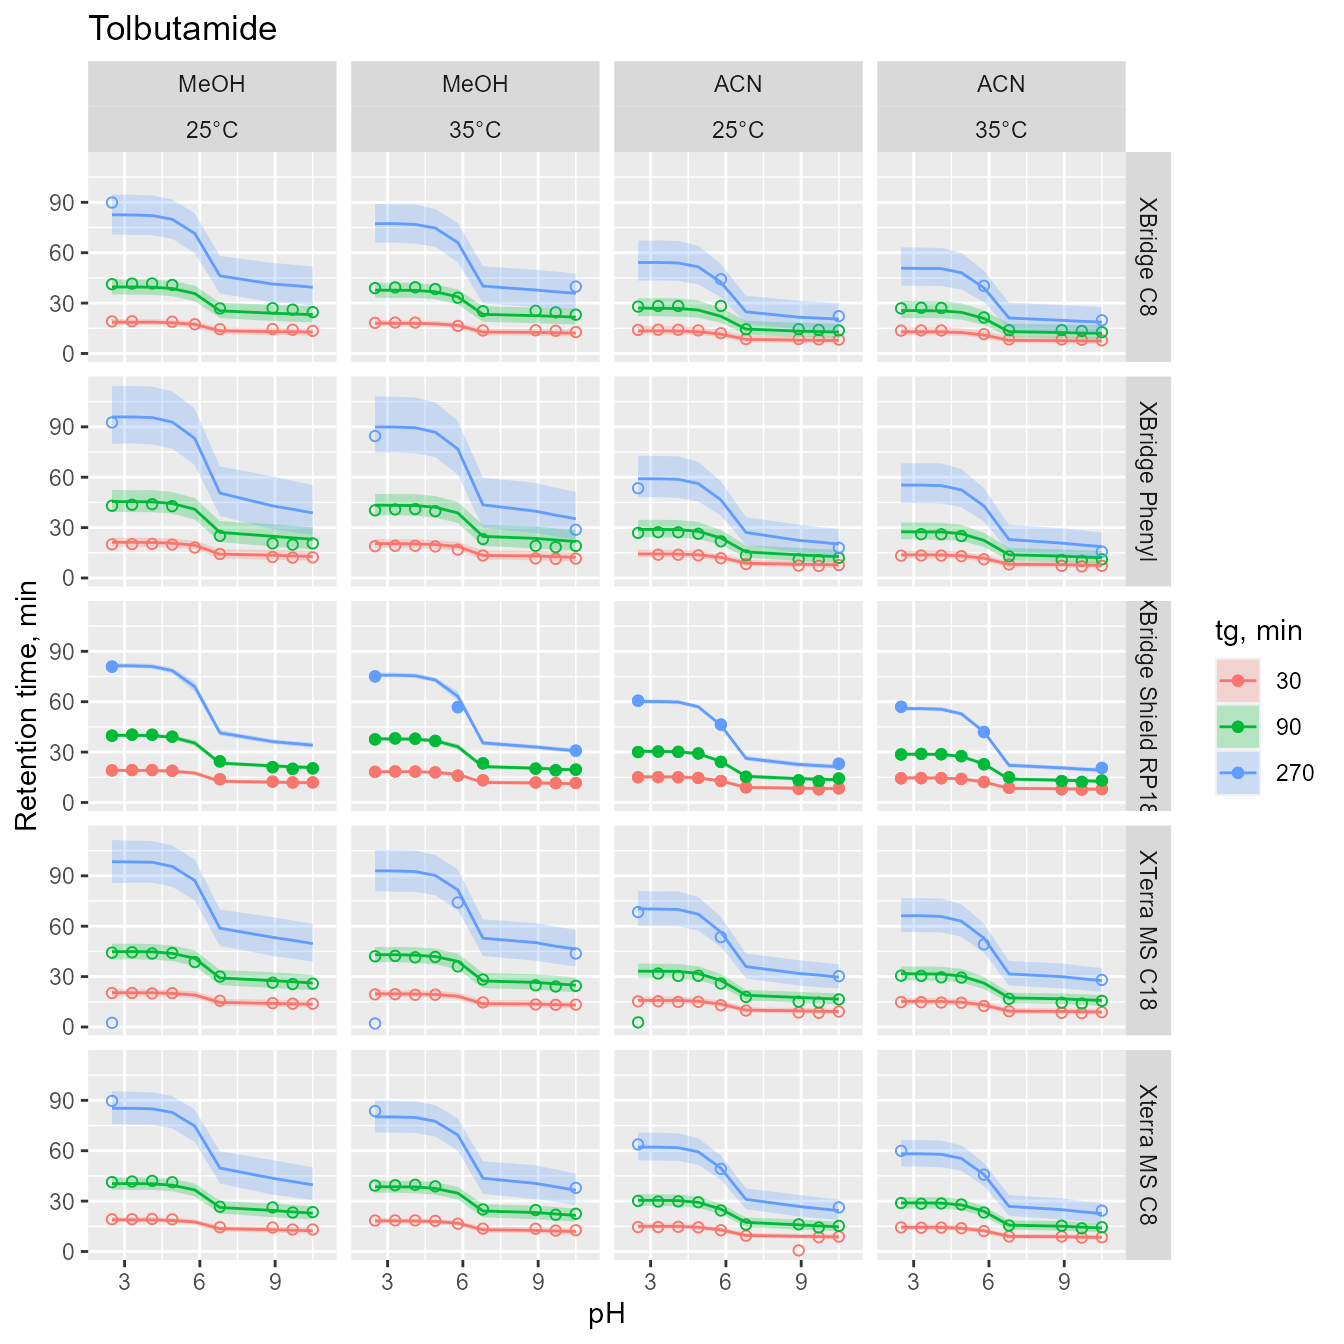 Tolbutamide
MeOH
MeOH
ACN
ACN
25°C
35°C
25°C
35°C
90
60
30
0
XBridge C8
90
60
30
0
XBridge Phenyl
90
60
30
0
XBridge Shield RP18
90
60
30
0
XTerra MS C18
90
60
30
0
Xterra MS C8
3
6
9
3
6
9
3
6
9
3
6
9
pH
Retention time, min
tg, min
30
90
270